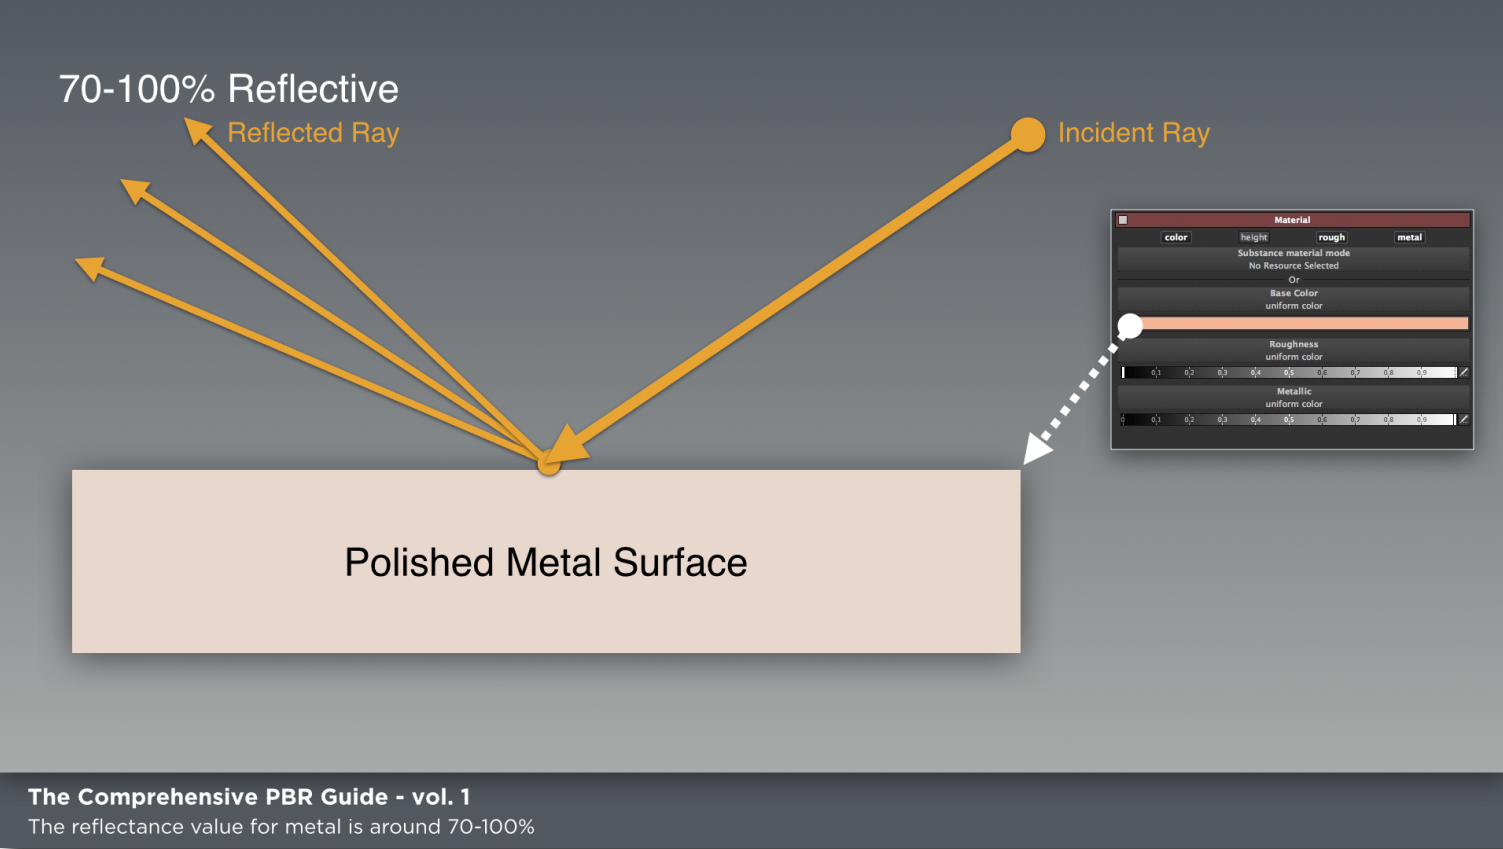 70-100% Reflective
Reflected Ray
Incident Ray
Material
color height rough metal
Substance material mode
No Resource Selected
Or
Base Color
uniform color
Roughness
uniform color
0,1 0,2 0,3 0,4 0,5 0,6 0,7 0,8 0,9
Metallic
uniform color
0 0,1 0,2 0,3 0,4 0,5 0,6 0,7 0,8 0,9
Polished Metal Surface
The Comprehensive PBR Guide - vol. 1
The reflectance value for metal is around 70-100%